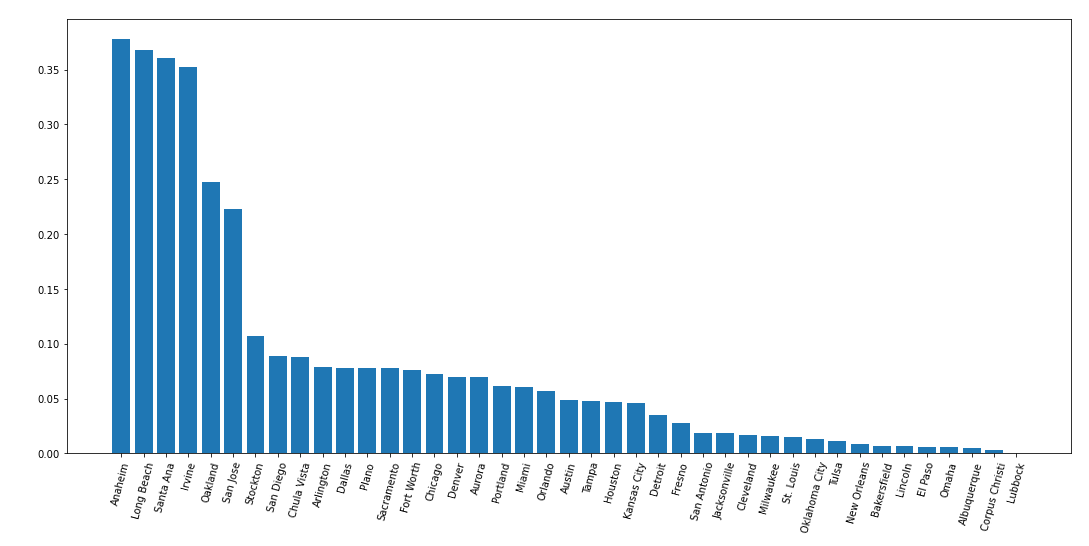 0.35
0.30
0.25
0.20
0.15
0.10
0.05
0.00
Anaheim
Long Beach
Santa Ana
Irvine
Oakland
San Jose
Stockton
San Diego
Chula Vista
Arlington
Dallas
Plano
Sacramento
Fort Worth
Chicago
Denver
Aurora
Portland
Miami
Orlando
Austin
Tampa
Houston
Kansas City
Detroit
Fresno
San Antonio
Jacksonville
Cleveland
Milwaukee
St. Louis
Oklahoma City
Tulsa
New Orleans
Bakersfield
Lincoln
El Paso
Omaha
Albuquerque
Corpus Christi
Lubbock